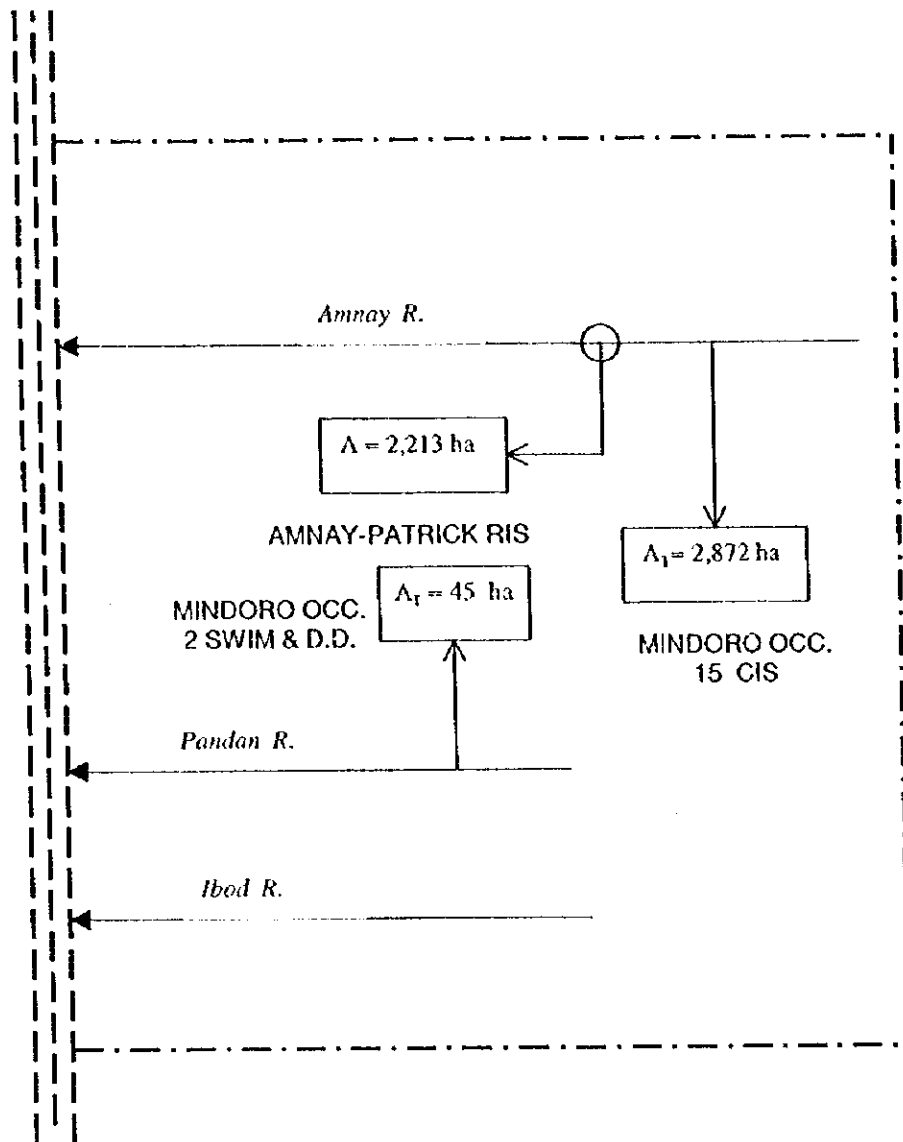 Amnay R.
A = 2,213 ha
AMNAY-PATRICK RIS
A₁ = 2,872 ha
MINDORO OCC.
15 CIS
A₁ = 45 ha
MINDORO OCC.
2 SWIM & D.D.
Pandan R.
Ibod R.